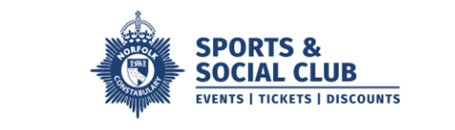 NORFOLK
CONSTABULARY
SPORTS &
SOCIAL CLUB
EVENTS | TICKETS | DISCOUNTS